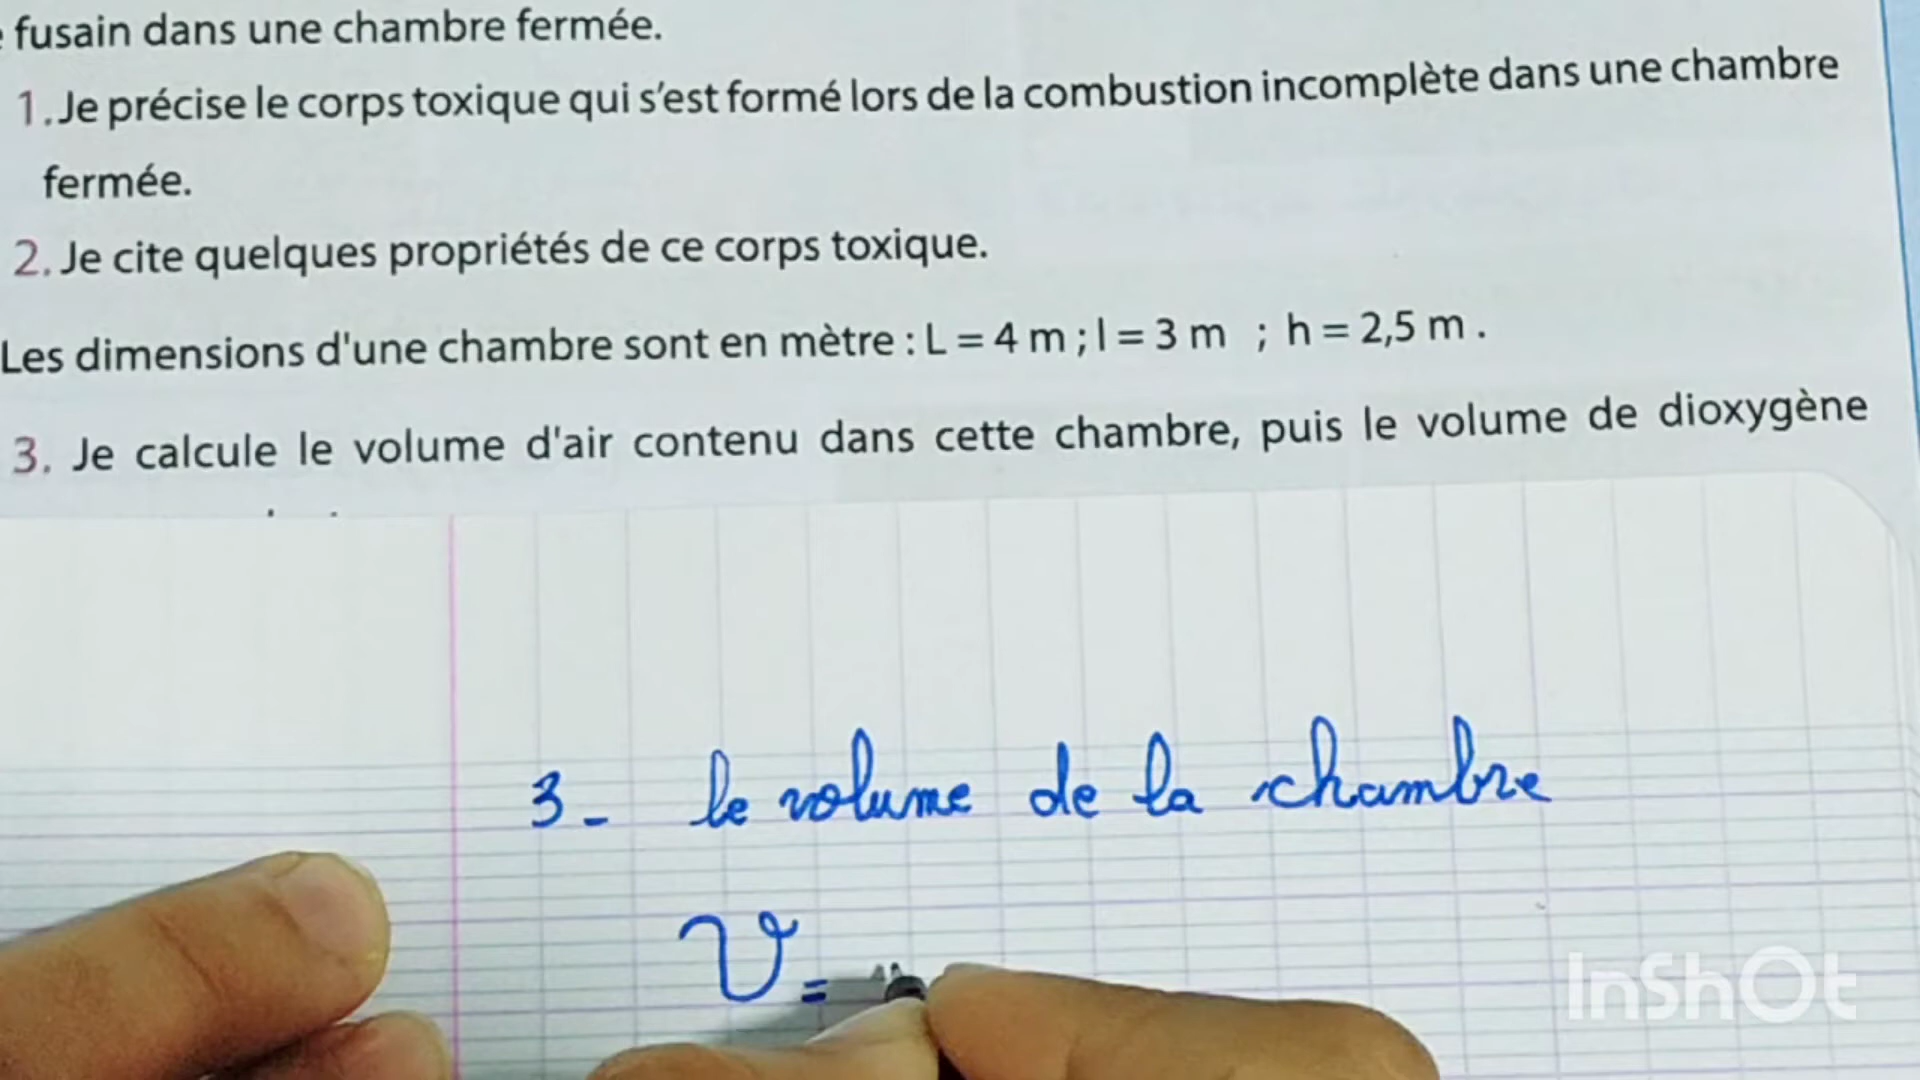 fusain dans une chambre fermée.
1. Je précise le corps toxique qui s'est formé lors de la combustion incomplète dans une chambre
fermée.
2. Je cite quelques propriétés de ce corps toxique.
Les dimensions d'une chambre sont en mètre : L = 4 m ; l = 3 m ; h = 2,5 m .
3. Je calcule le volume d'air contenu dans cette chambre, puis le volume de dioxygène
3 - le volume de la chambre
V =
InShOt